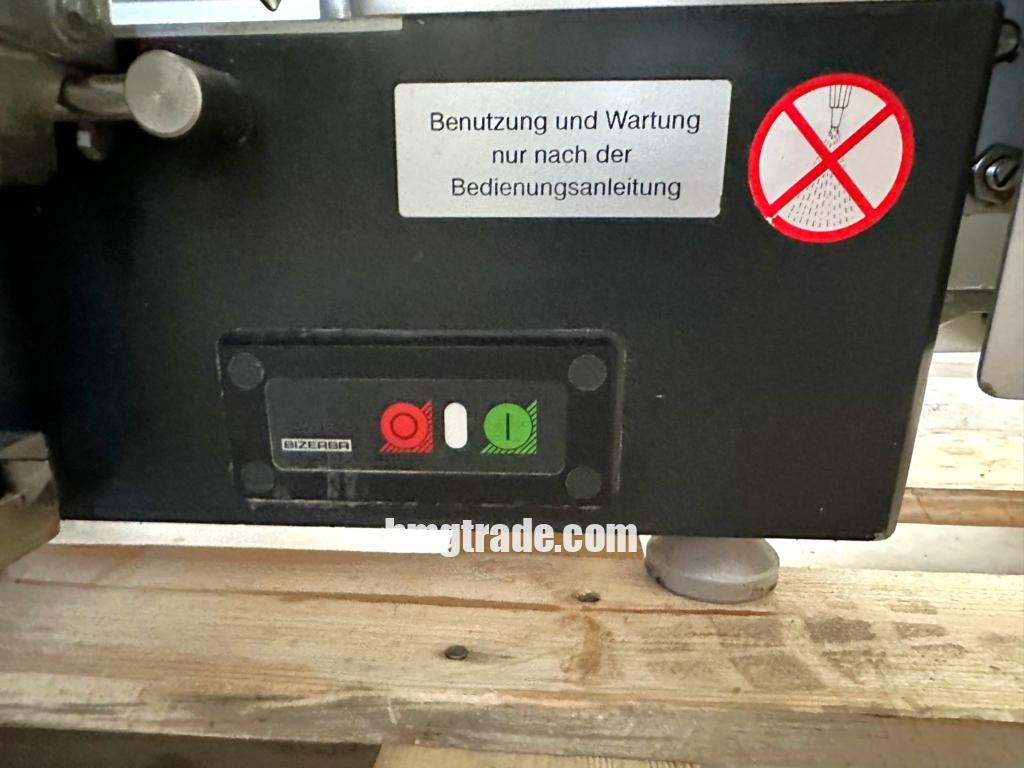 Benutzung und Wartung
nur nach der
Bedienungsanleitung
BIZERBA
bmgtrade.com